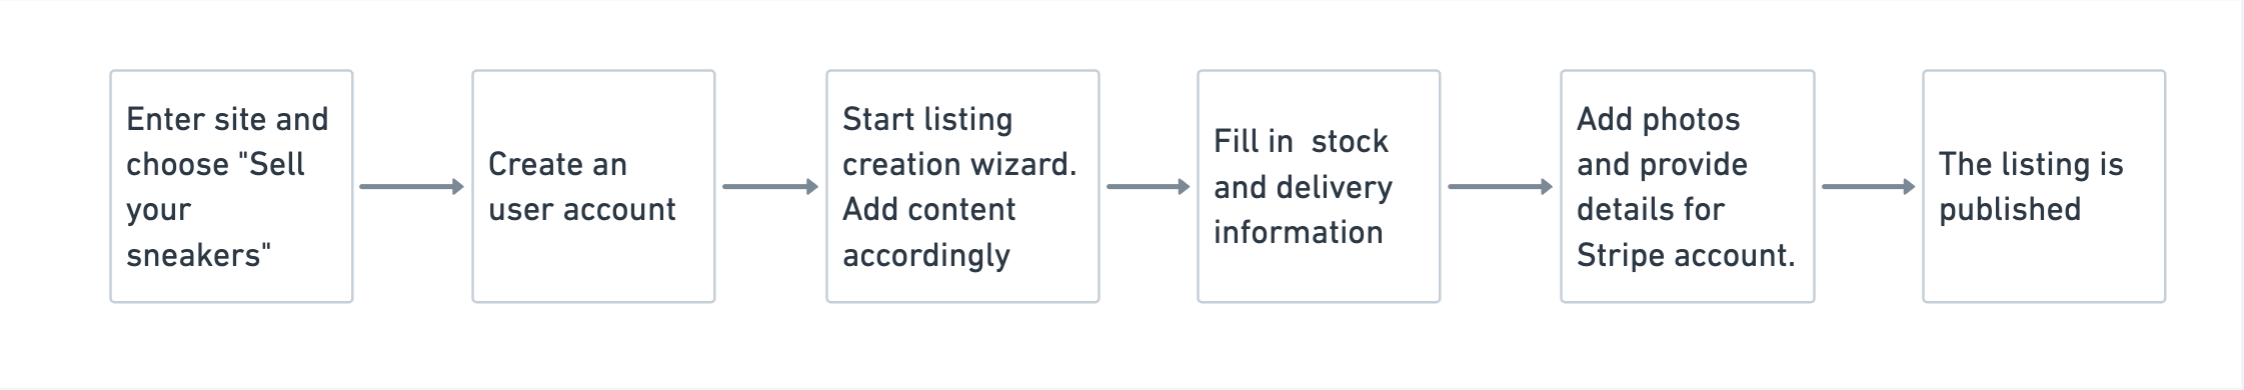 Enter site and
choose "Sell
your
sneakers"
Create an
user account
Start listing
creation wizard.
Add content
accordingly
Fill in  stock
and delivery
information
Add photos
and provide
details for
Stripe account.
The listing is
published